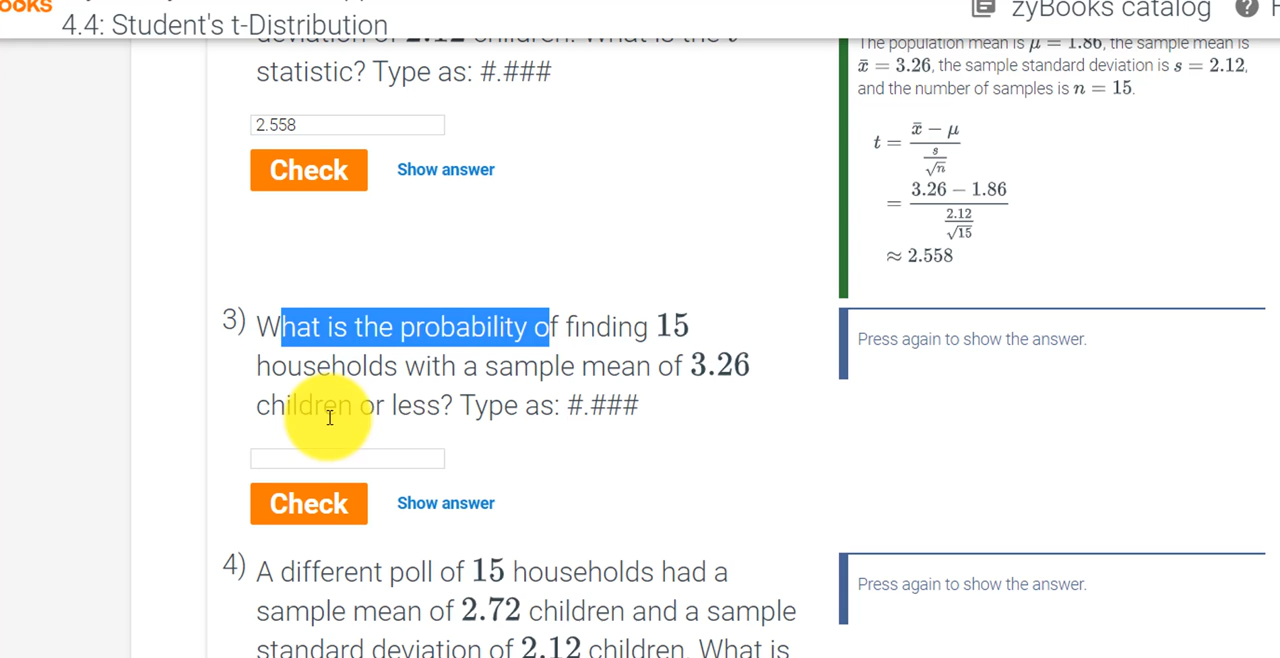 4.4: Student's t-Distribution
zyBooks catalog
statistic? Type as: #.###
2.558
Check Show answer
The population mean is μ = 1.86, the sample mean is
x̄ = 3.26, the sample standard deviation is s = 2.12,
and the number of samples is n = 15.
t = (x̄ − μ) / (s / √n)
= (3.26 − 1.86) / (2.12 / √15)
≈ 2.558
3) What is the probability of finding 15
households with a sample mean of 3.26
children or less? Type as: #.###
Check Show answer
Press again to show the answer.
4) A different poll of 15 households had a
sample mean of 2.72 children and a sample
standard deviation of 2.12 children. What is
Press again to show the answer.